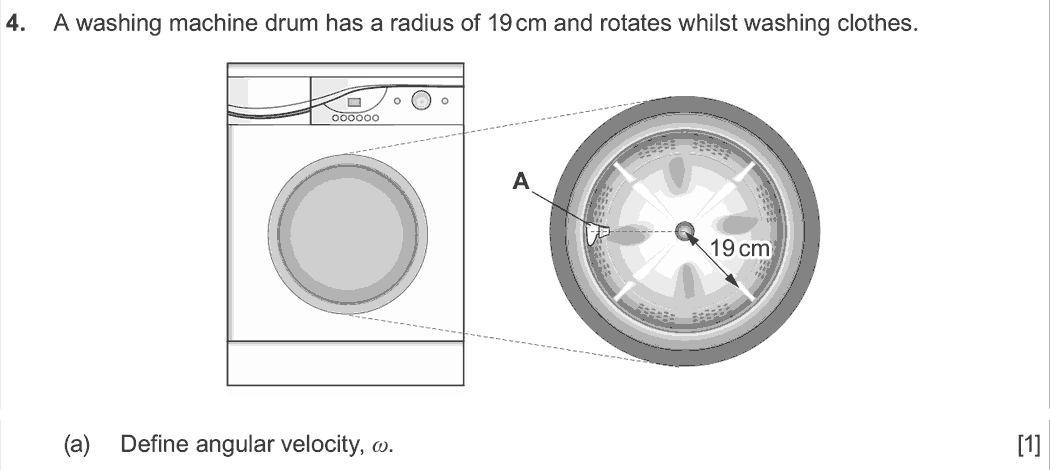 4. A washing machine drum has a radius of 19 cm and rotates whilst washing clothes.
A
19 cm
(a) Define angular velocity, ω. [1]